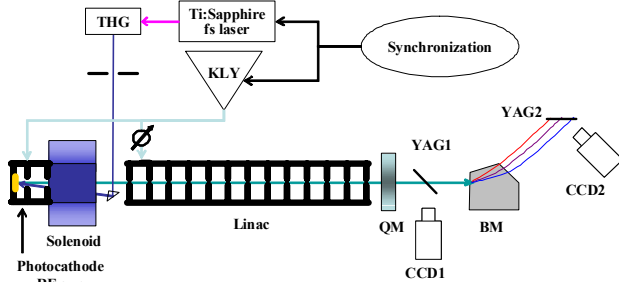 THG
Ti:Sapphire
fs laser
KLY
Synchronization
YAG2
YAG1
CCD2
Solenoid
Linac
QM
BM
Photocathode
CCD1